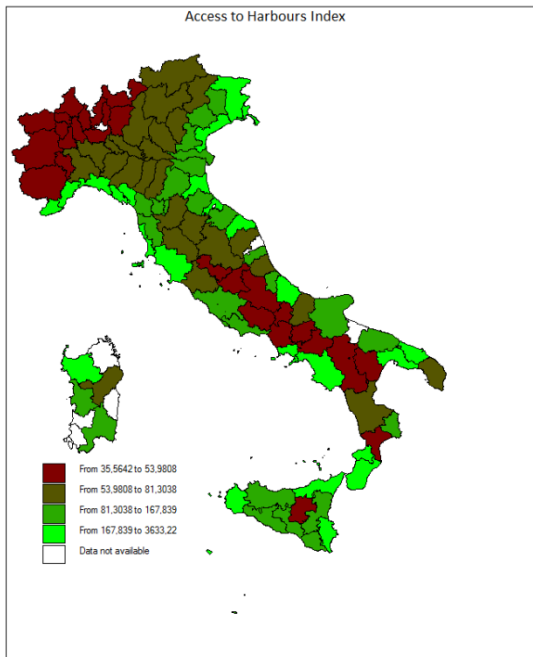 Access to Harbours Index
From 35,5642 to 53,9808
From 53,9808 to 81,3038
From 81,3038 to 167,839
From 167,839 to 3633,22
Data not available